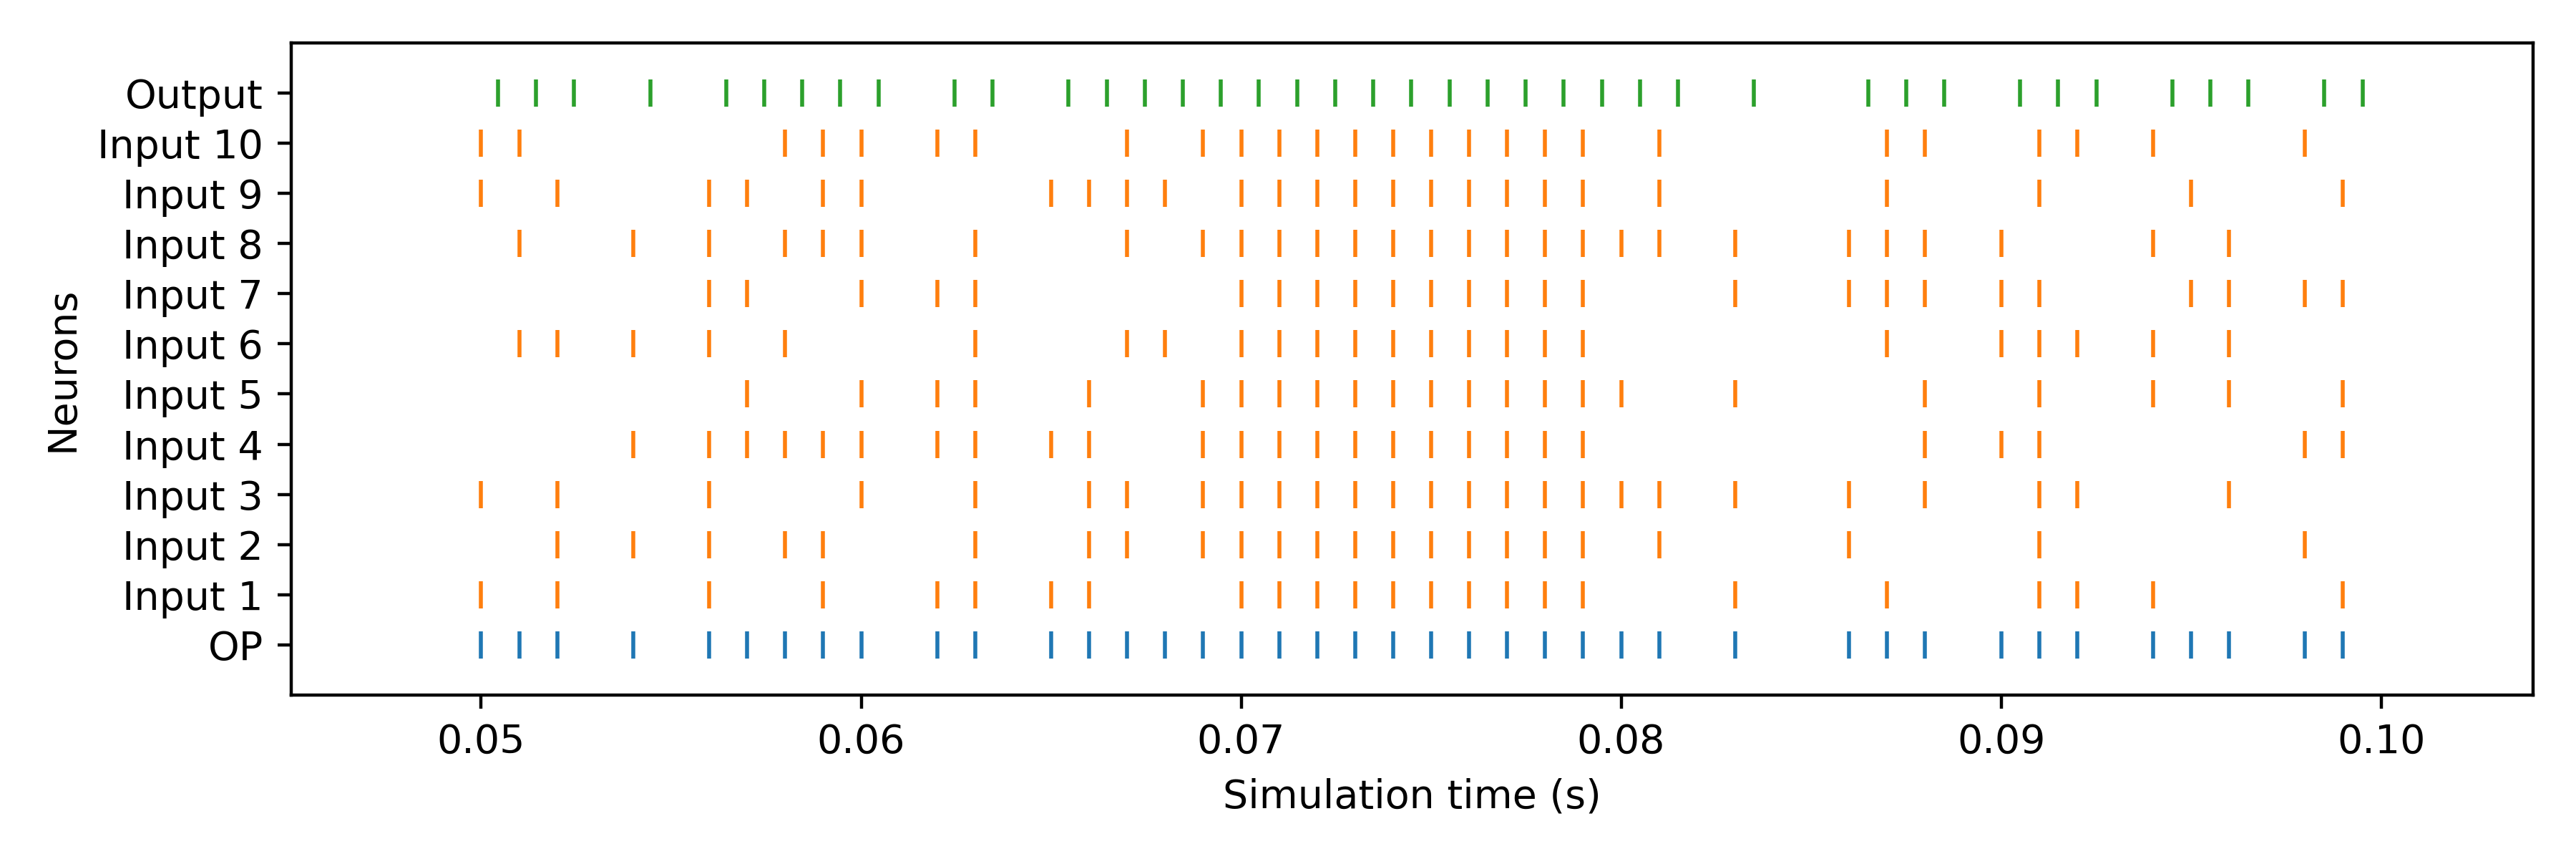 Output
Input 10
Input 9
Input 8
Input 7
Input 6
Input 5
Input 4
Input 3
Input 2
Input 1
OP
Neurons
0.05 0.06 0.07 0.08 0.09 0.10
Simulation time (s)